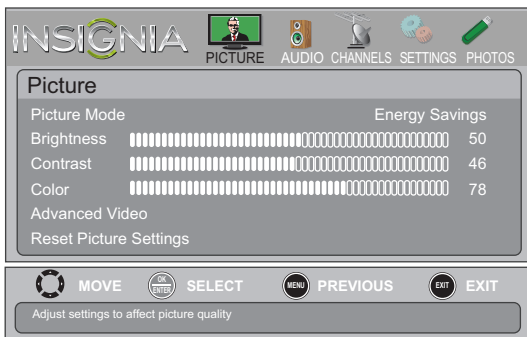 INSIGNIA PICTURE AUDIO CHANNELS SETTINGS PHOTOS
Picture
Picture Mode Energy Savings
Brightness 50
Contrast 46
Color 78
Advanced Video
Reset Picture Settings
MOVE OK ENTER SELECT MENU PREVIOUS EXIT EXIT
Adjust settings to affect picture quality